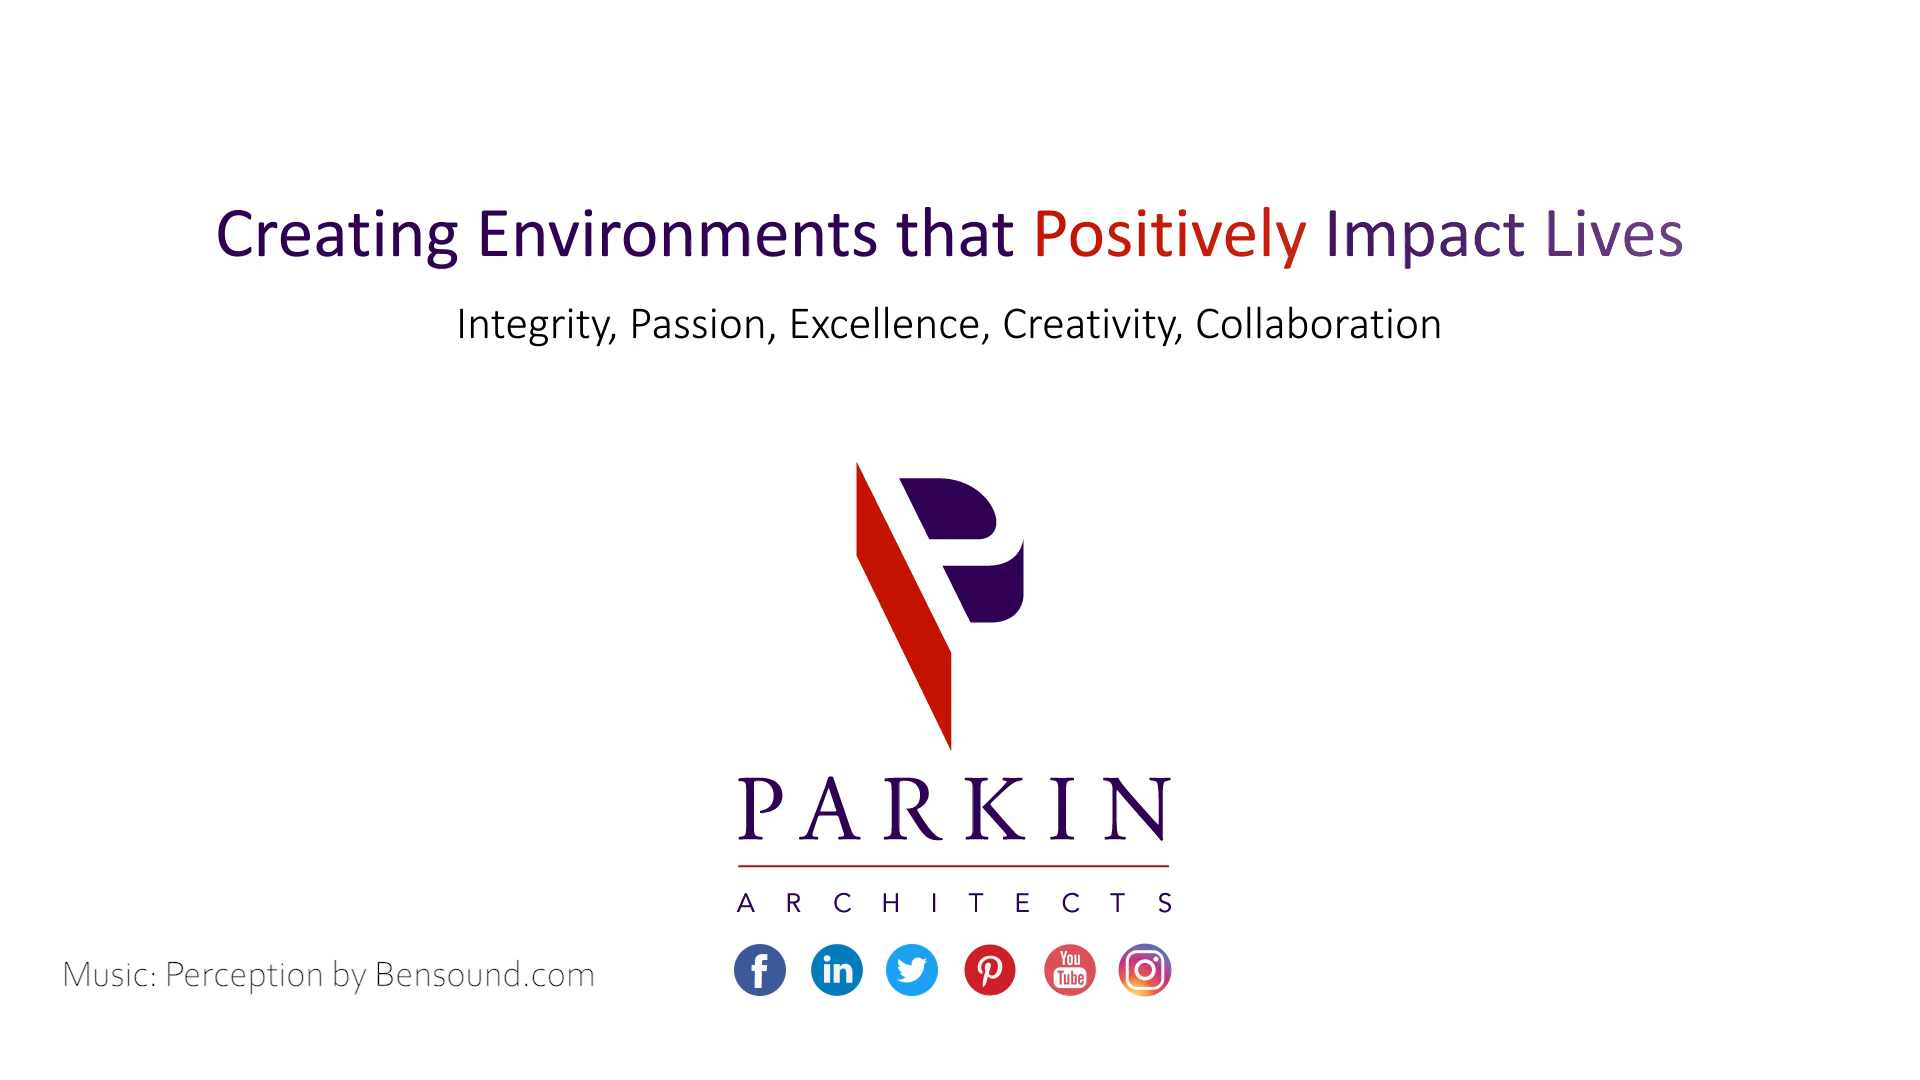 Creating Environments that Positively Impact Lives
Integrity, Passion, Excellence, Creativity, Collaboration
PARKIN
ARCHITECTS
Music: Perception by Bensound.com
f in You Tube